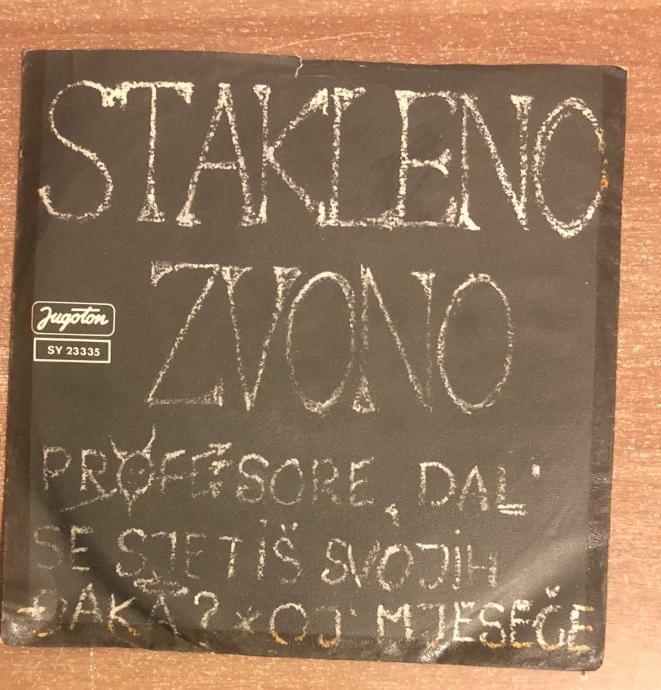 STAKLENO
ZVONO
Jugoton
SY 23335
PROFESORE, DAL'
SE SJETIŠ SVOJIH
ĐAKA? * OJ MJESEČE